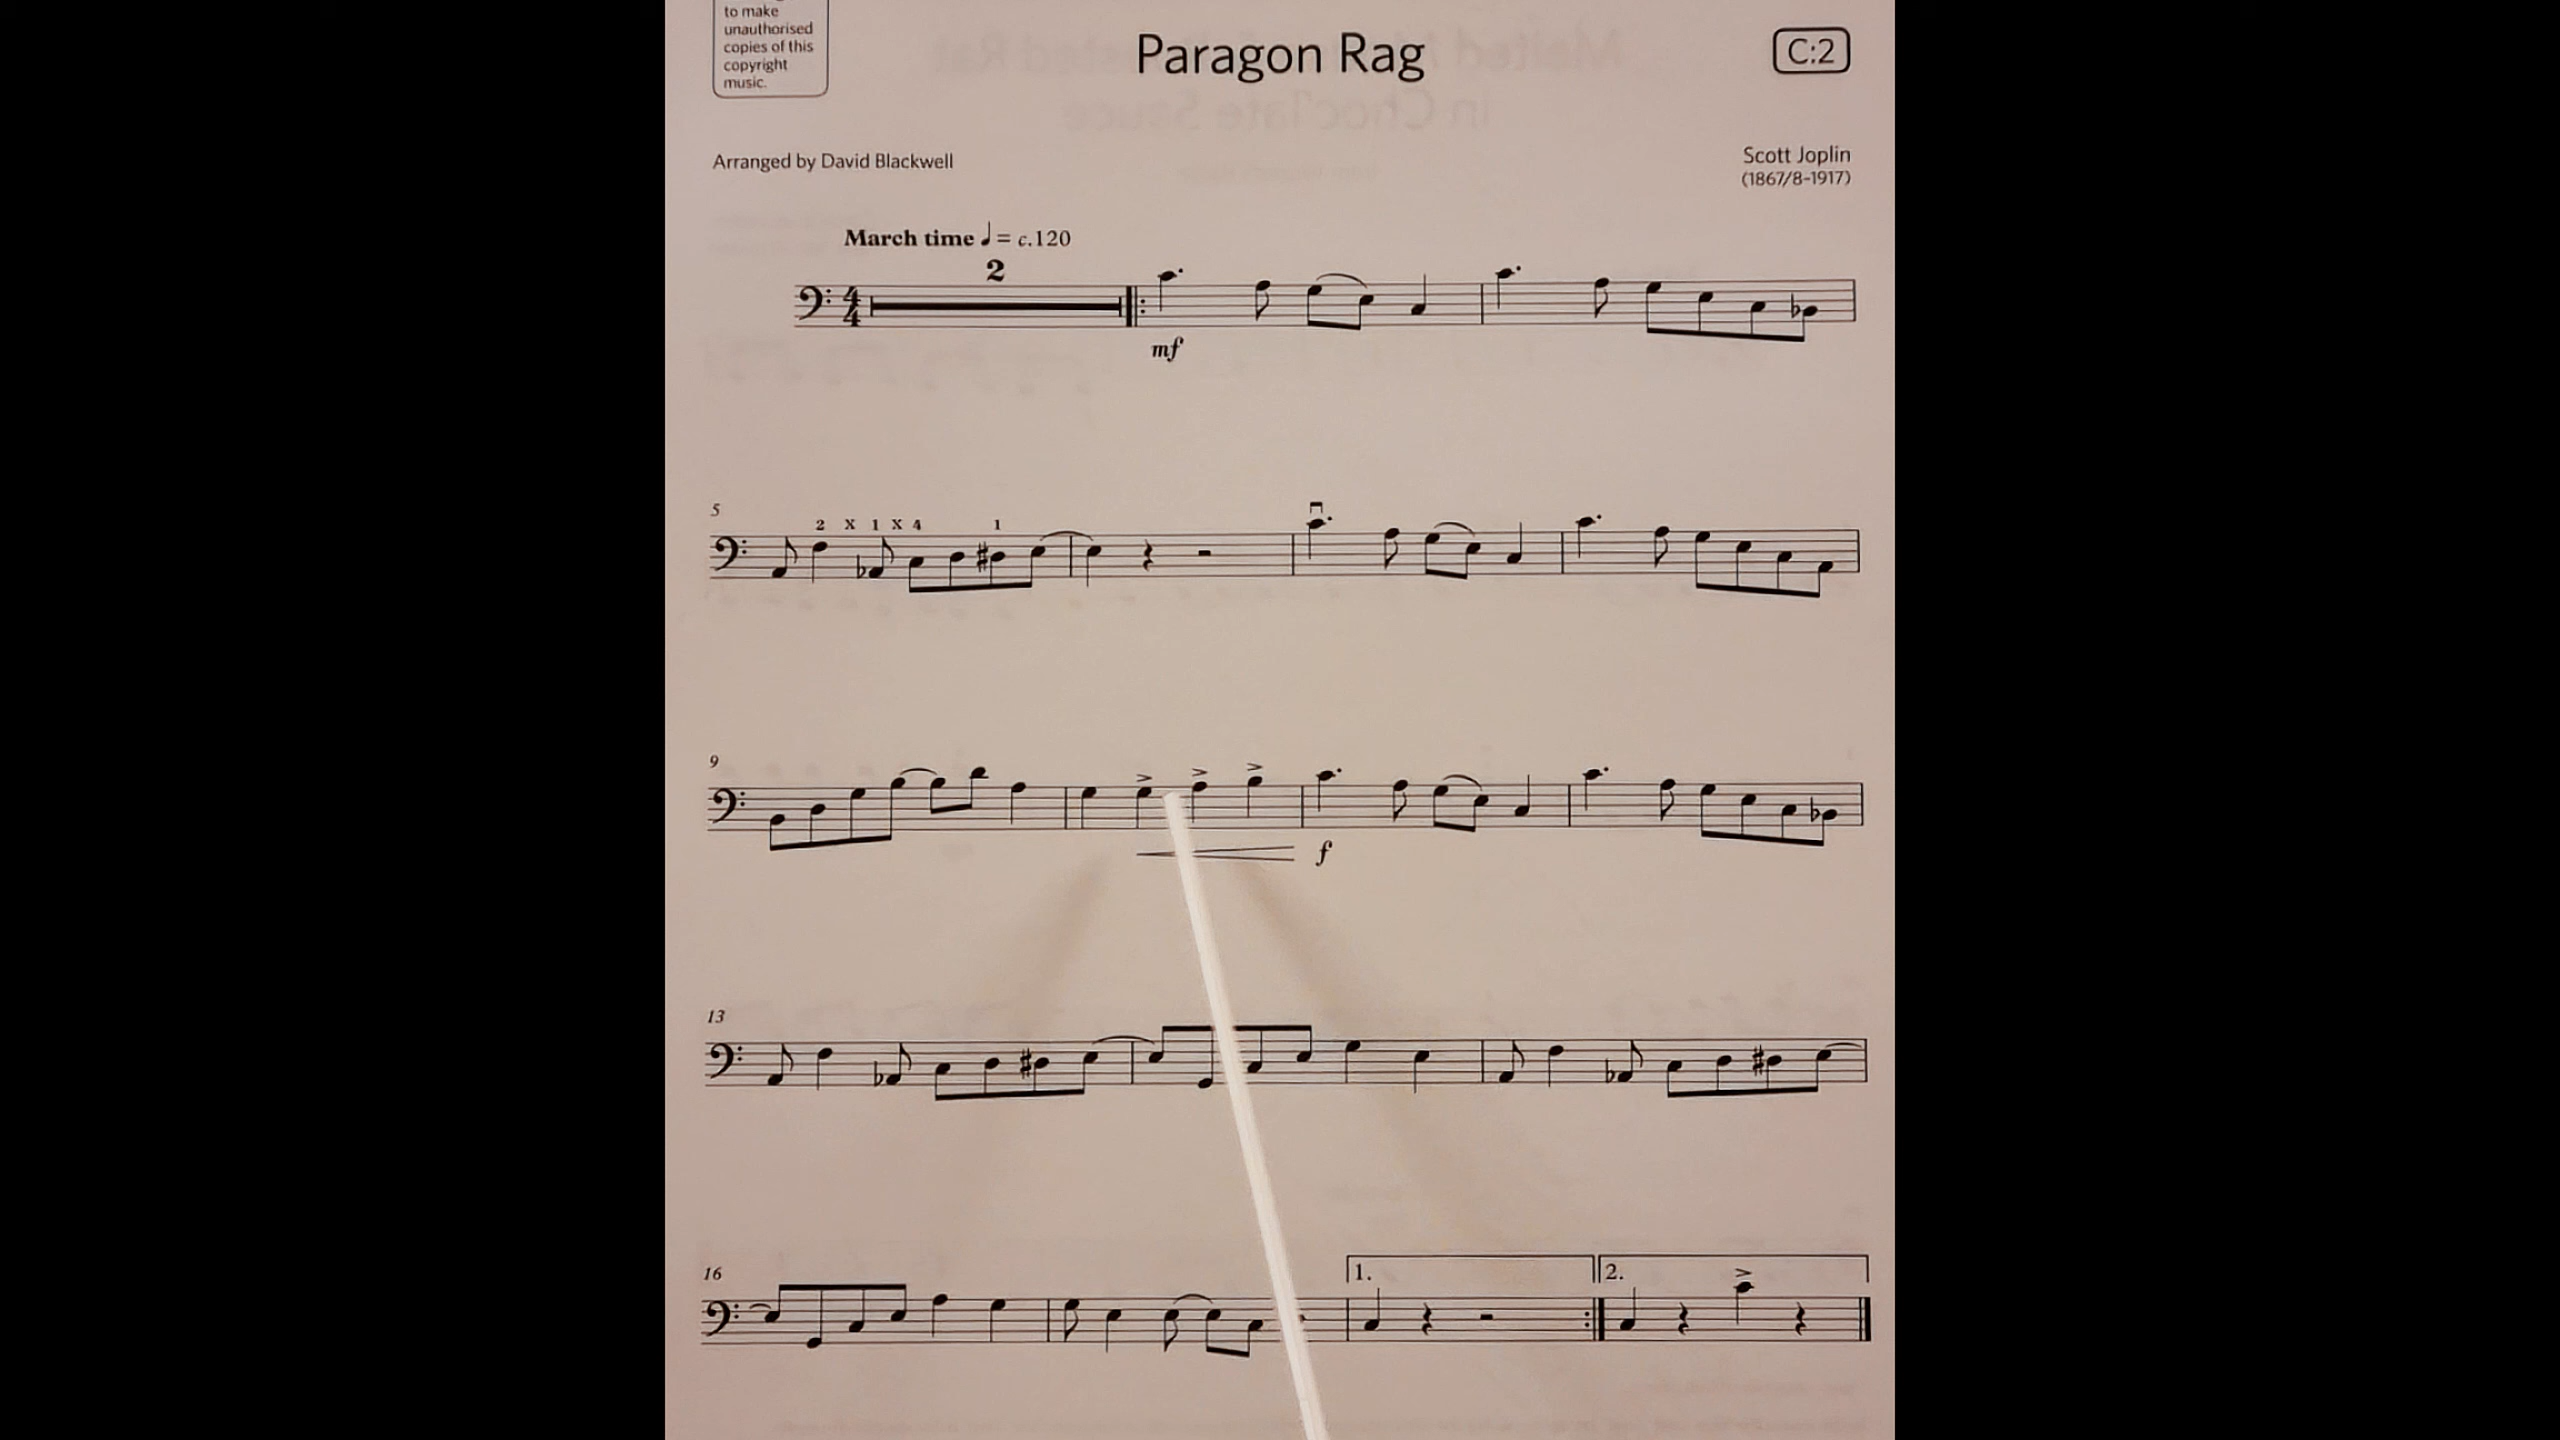 to make
unauthorised
copies of this
copyright
music.
Paragon Rag
C:2
Arranged by David Blackwell
Scott Joplin
(1867/8-1917)
March time ♩ = c.120
2
mf
5
2 x 1 x 4 1
9
f
13
16
1.
2.